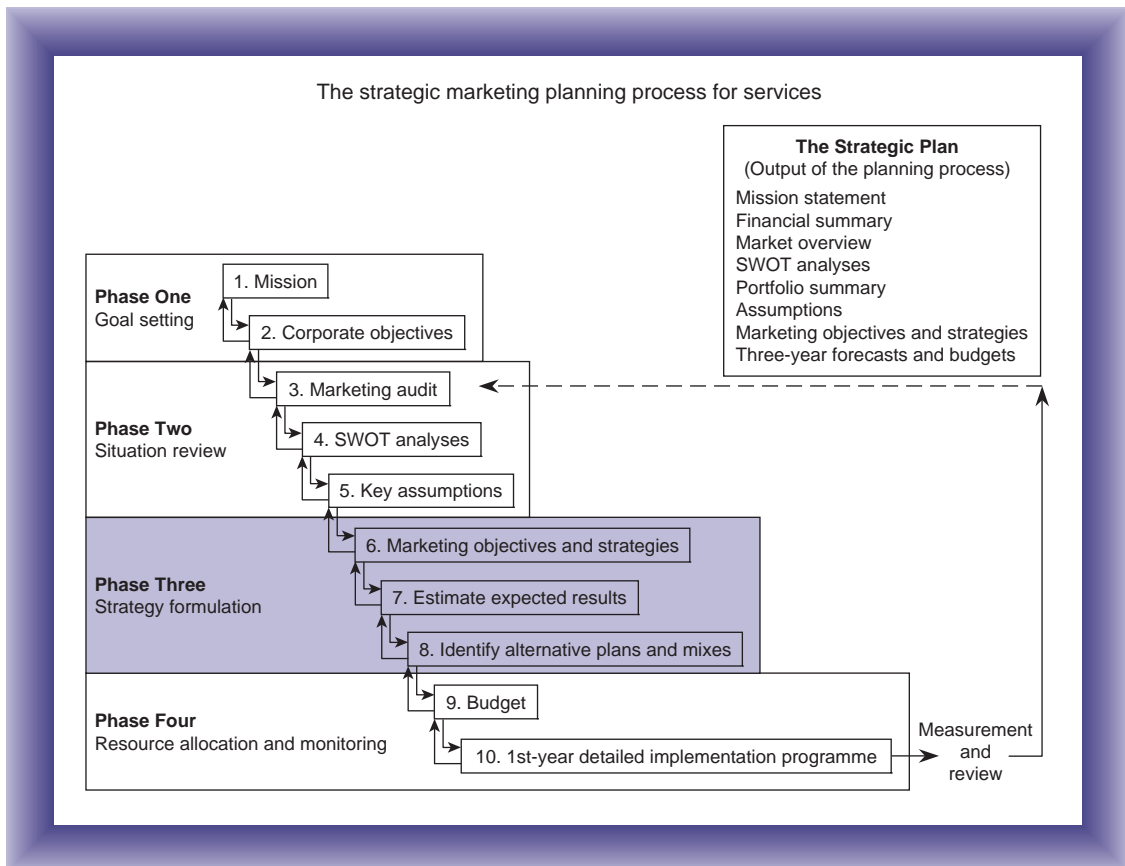 The strategic marketing planning process for services
The Strategic Plan
(Output of the planning process)
Mission statement
Financial summary
Market overview
SWOT analyses
Portfolio summary
Assumptions
Marketing objectives and strategies
Three-year forecasts and budgets
Phase One
Goal setting
1. Mission
2. Corporate objectives
Phase Two
Situation review
3. Marketing audit
4. SWOT analyses
5. Key assumptions
Phase Three
Strategy formulation
6. Marketing objectives and strategies
7. Estimate expected results
8. Identify alternative plans and mixes
Phase Four
Resource allocation and monitoring
9. Budget
10. 1st-year detailed implementation programme
Measurement
and
review